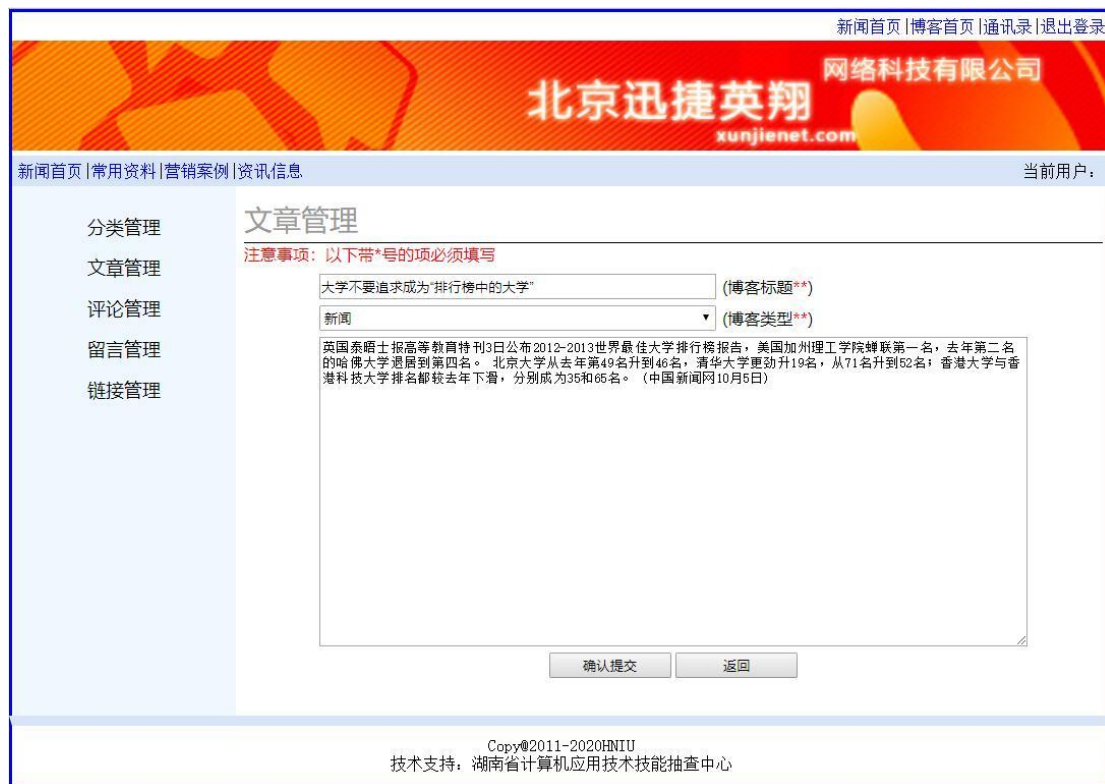 新闻首页|博客首页|通讯录|退出登录
网络科技有限公司
北京迅捷英翔
xunjienet.com
新闻首页|常用资料|营销案例|资讯信息
当前用户:
分类管理
文章管理
评论管理
留言管理
链接管理
文章管理
注意事项:以下带*号的项必须填写
大学不要追求成为“排行榜中的大学” (博客标题**)
新闻 (博客类型**)
英国泰晤士报高等教育特刊3日公布2012-2013世界最佳大学排行榜报告,美国加州理工学院蝉联第一名,去年第二名
的哈佛大学退居到第四名。 北京大学从去年第49名升到46名,清华大学更劲升19名,从71名升到52名;香港大学与香
港科技大学排名都较去年下滑,分别成为35和65名。(中国新闻网10月5日)
确认提交 返回
Copy@2011-2020HNIU
技术支持:湖南省计算机应用技术技能抽查中心